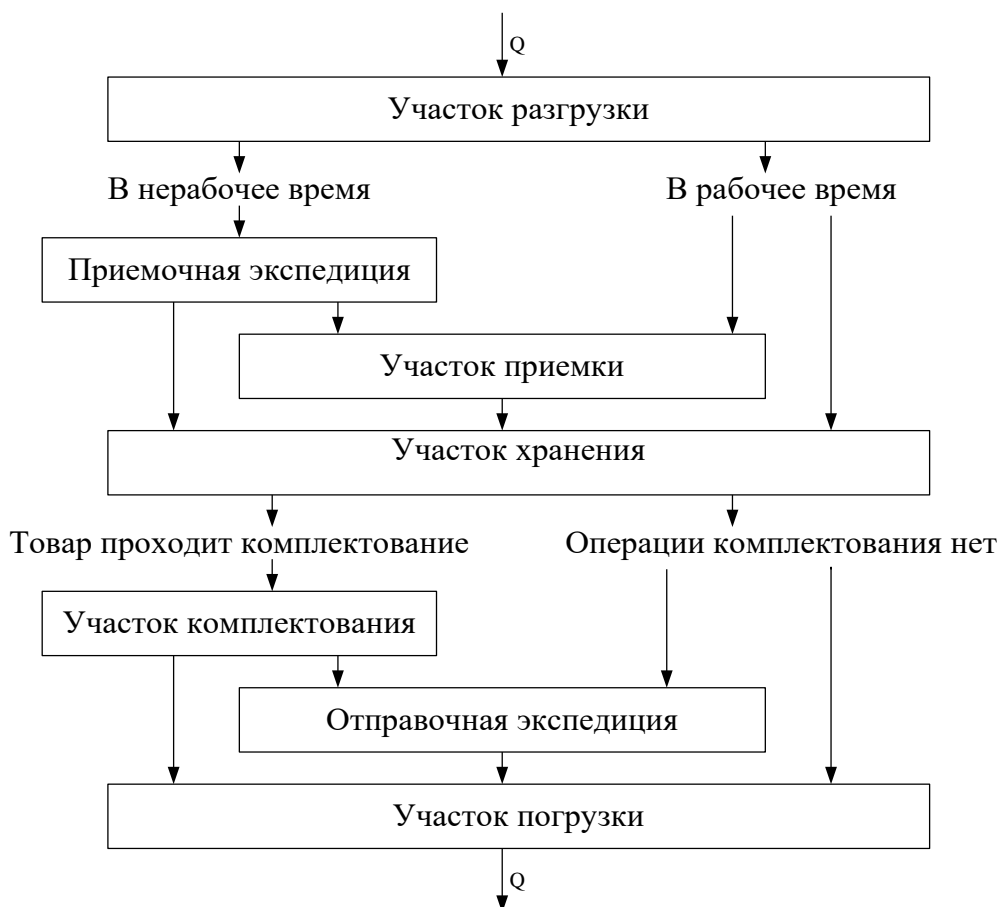 Q
Участок разгрузки
В нерабочее время
В рабочее время
Приемочная экспедиция
Участок приемки
Участок хранения
Товар проходит комплектование
Операции комплектования нет
Участок комплектования
Отправочная экспедиция
Участок погрузки
Q